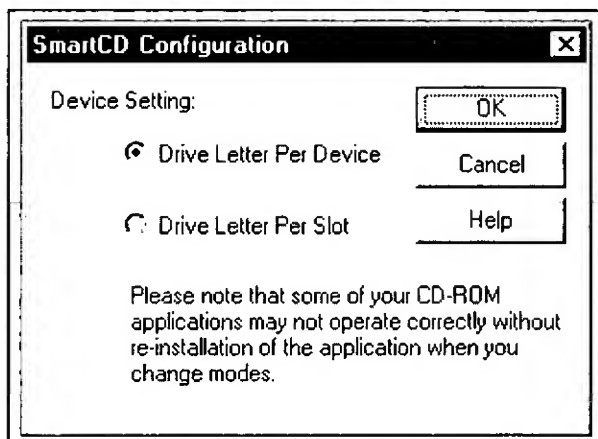 SmartCD Configuration
Device Setting:
OK
Drive Letter Per Device
Cancel
Drive Letter Per Slot
Help
Please note that some of your CD-ROM
applications may not operate correctly without
re-installation of the application when you
change modes.